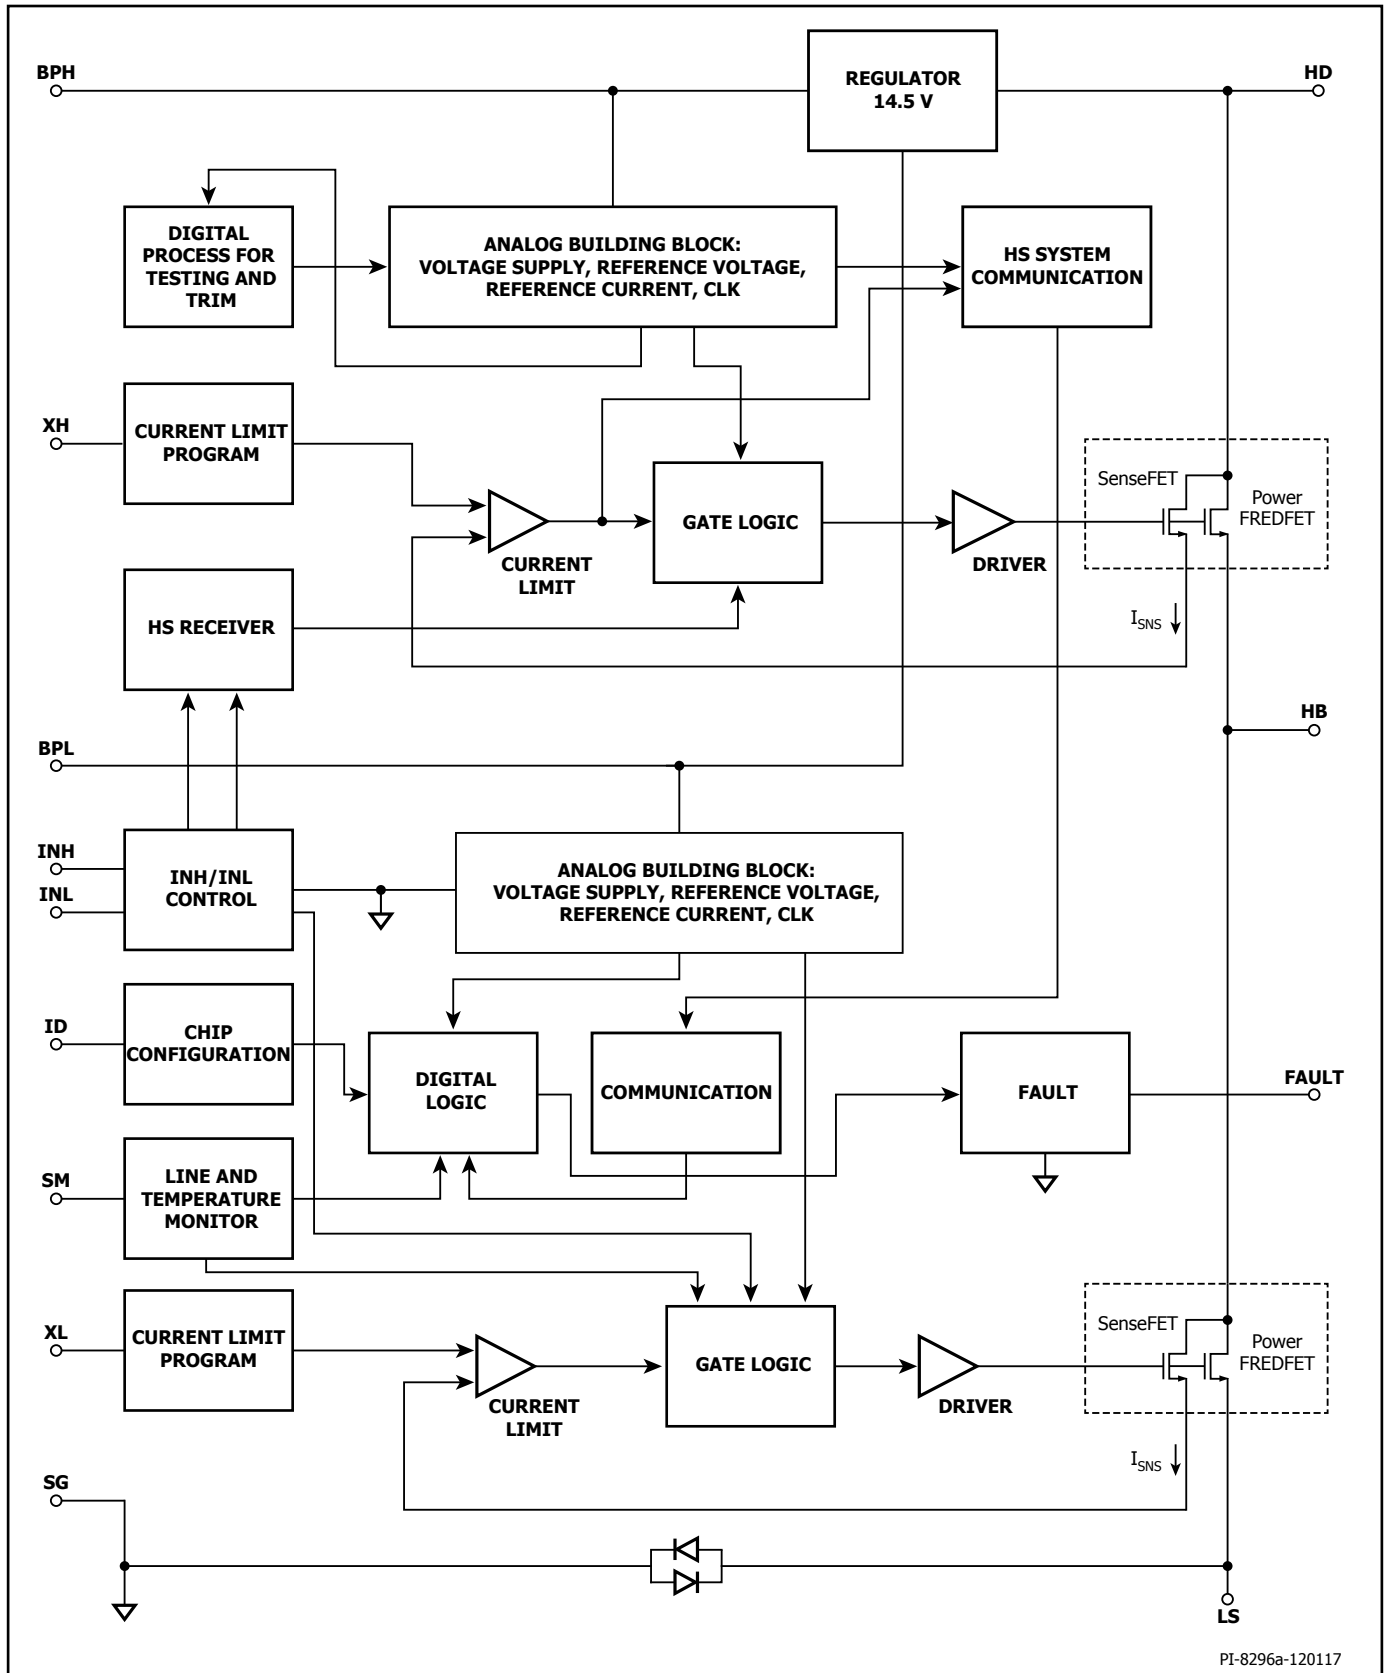 BPH
REGULATOR
14.5 V
HD
DIGITAL
PROCESS FOR
TESTING AND
TRIM
ANALOG BUILDING BLOCK:
VOLTAGE SUPPLY, REFERENCE VOLTAGE,
REFERENCE CURRENT, CLK
HS SYSTEM
COMMUNICATION
XH
CURRENT LIMIT
PROGRAM
CURRENT
LIMIT
GATE LOGIC
DRIVER
SenseFET
Power
FREDFET
ISNS
HS RECEIVER
HB
BPL
INH
INL
INH/INL
CONTROL
ANALOG BUILDING BLOCK:
VOLTAGE SUPPLY, REFERENCE VOLTAGE,
REFERENCE CURRENT, CLK
ID
CHIP
CONFIGURATION
DIGITAL
LOGIC
COMMUNICATION
FAULT
FAULT
SM
LINE AND
TEMPERATURE
MONITOR
XL
CURRENT LIMIT
PROGRAM
CURRENT
LIMIT
GATE LOGIC
DRIVER
SenseFET
Power
FREDFET
ISNS
SG
LS
PI-8296a-120117